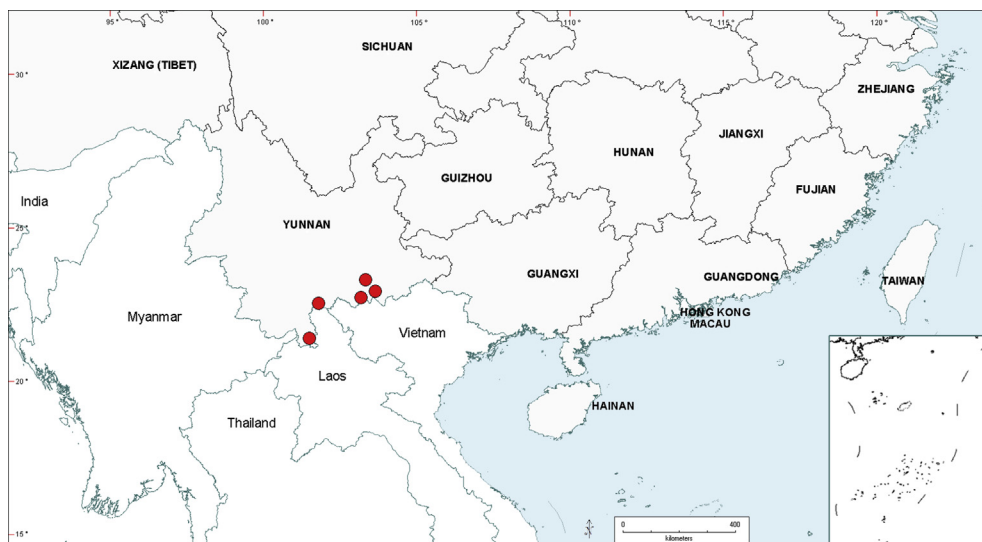 95° 100° 105° 110° 115° 120°
30°
XIZANG (TIBET)
SICHUAN
ZHEJIANG
JIANGXI
HUNAN
GUIZHOU
FUJIAN
India
YUNNAN
25°
GUANGXI
GUANGDONG
TAIWAN
HONG KONG
MACAU
Myanmar
Vietnam
Laos
20°
HAINAN
Thailand
15°
0 400
kilometers